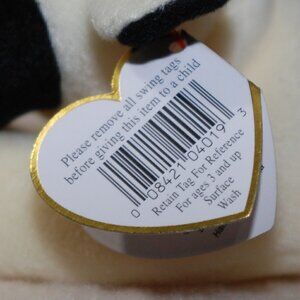 Please remove all swing tags
before giving this item to a child
0 08421 04019 3
Retain Tag For Reference
For ages 3 and up
Surface
Wash